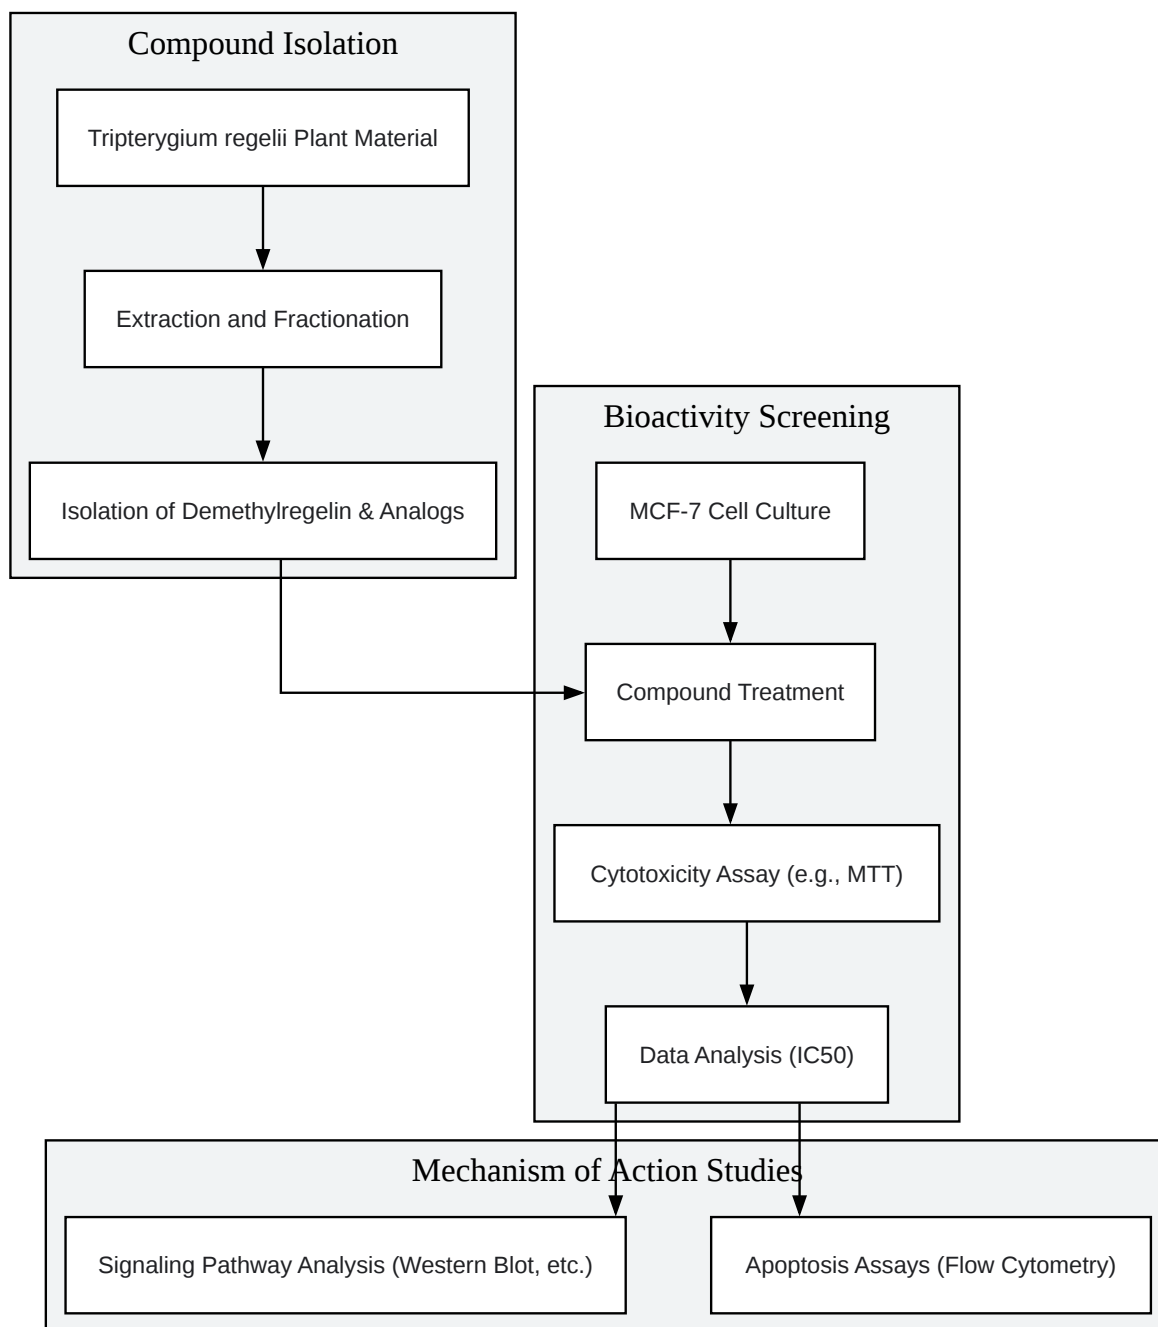 Compound Isolation
Tripterygium regelii Plant Material
Extraction and Fractionation
Isolation of Demethylregelin & Analogs
Bioactivity Screening
MCF-7 Cell Culture
Compound Treatment
Cytotoxicity Assay (e.g., MTT)
Data Analysis (IC50)
Mechanism of Action Studies
Signaling Pathway Analysis (Western Blot, etc.)
Apoptosis Assays (Flow Cytometry)